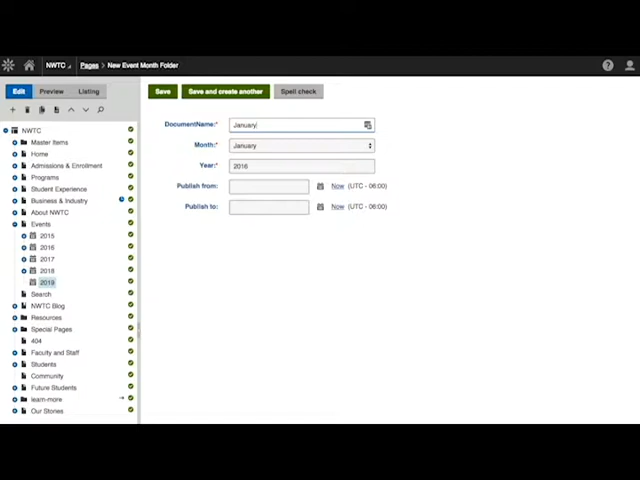 NWTC Pages > New Event Month Folder
Edit Preview Listing
Save Save and create another Spell check
DocumentName:* January
Month:* January
Year:* 2016
Publish from: Now (UTC - 06:00)
Publish to: Now (UTC - 06:00)
NWTC
Master Items
Home
Admissions & Enrollment
Programs
Student Experience
Business & Industry
About NWTC
Events
2015
2016
2017
2018
2019
Search
NWTC Blog
Resources
Special Pages
404
Faculty and Staff
Students
Community
Future Students
learn-more
Our Stories